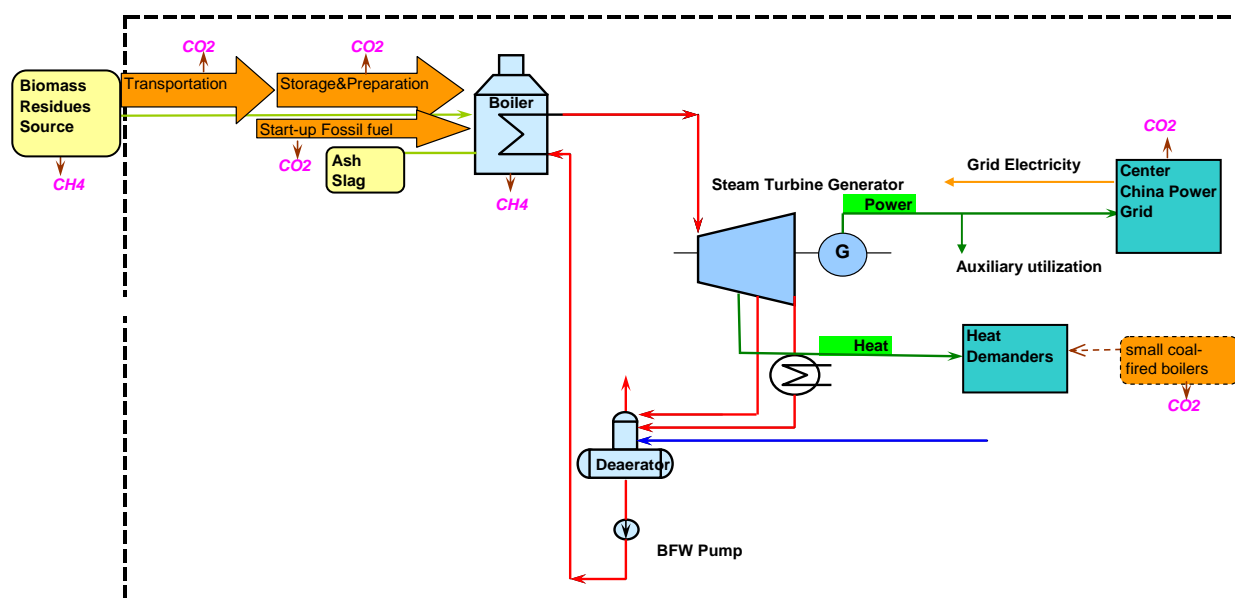 CO2
CO2
Biomass
Residues
Source
Transportation
Storage&Preparation
Boiler
Start-up Fossil fuel
CO2
Ash
Slag
CH4
CH4
CO2
Grid Electricity
Center
China Power
Grid
Steam Turbine Generator
Power
G
Auxiliary utilization
Heat
Heat
Demanders
small coal-
fired boilers
CO2
Deaerator
BFW Pump